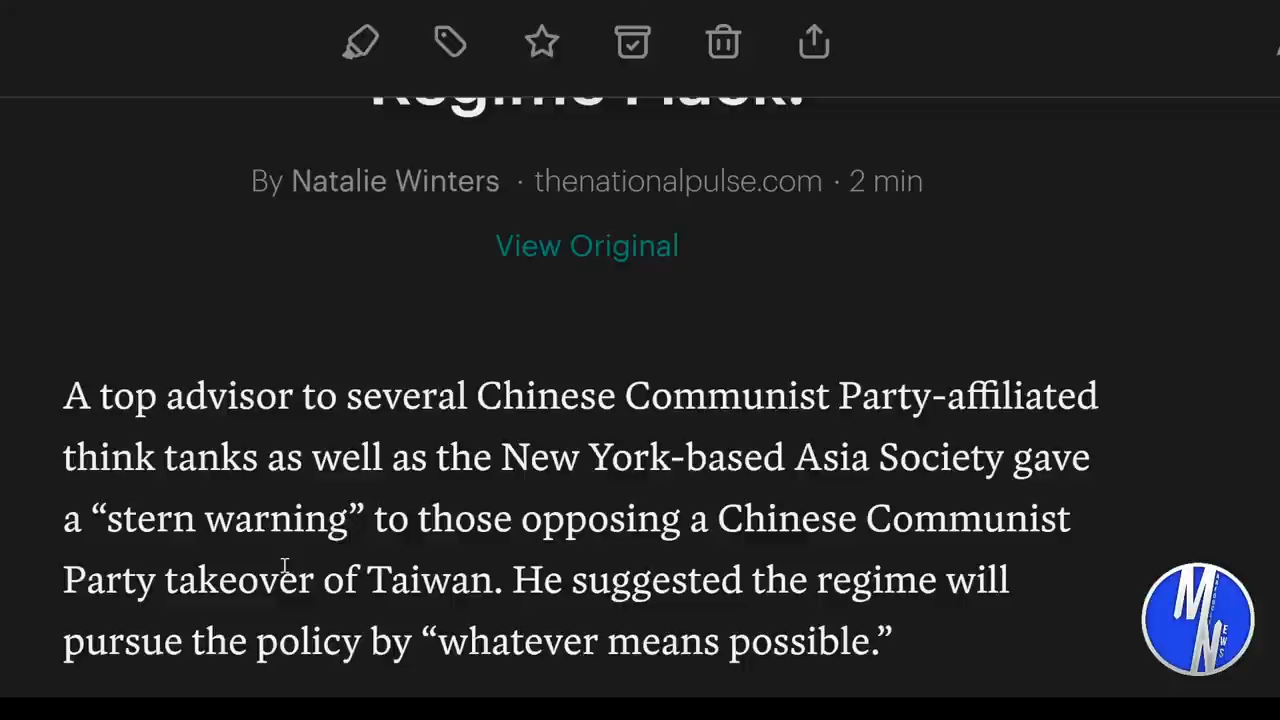 By Natalie Winters · thenationalpulse.com · 2 min
View Original
A top advisor to several Chinese Communist Party-affiliated
think tanks as well as the New York-based Asia Society gave
a “stern warning” to those opposing a Chinese Communist
Party takeover of Taiwan. He suggested the regime will
pursue the policy by “whatever means possible.”